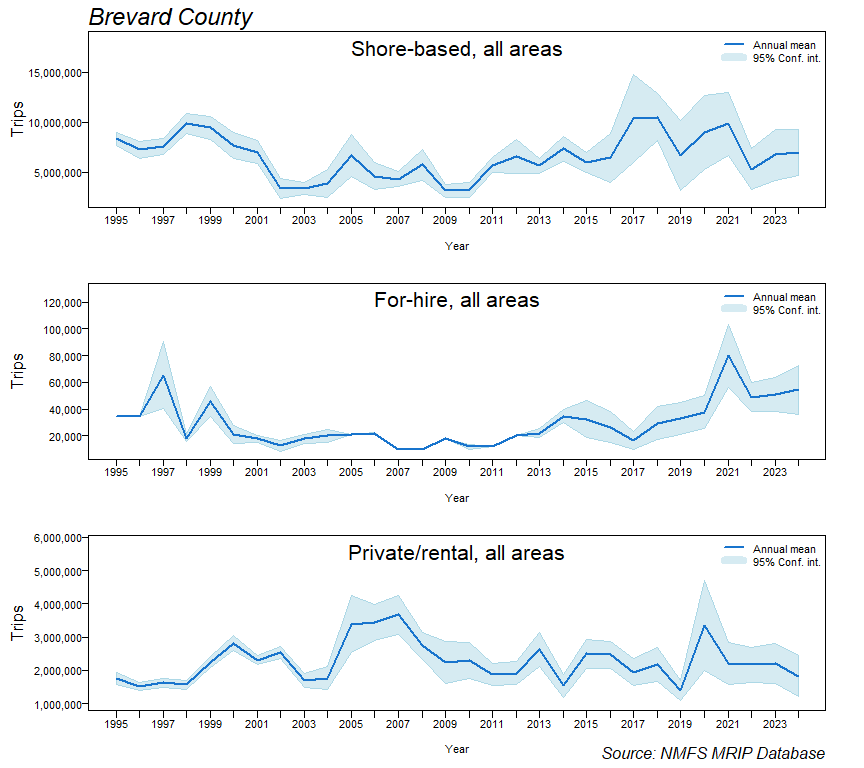 Brevard County
Shore-based, all areas
Annual mean
95% Conf. int.
Trips
15,000,000
10,000,000
5,000,000
1995 1997 1999 2001 2003 2005 2007 2009 2011 2013 2015 2017 2019 2021 2023
Year
For-hire, all areas
Annual mean
95% Conf. int.
Trips
120,000
100,000
80,000
60,000
40,000
20,000
1995 1997 1999 2001 2003 2005 2007 2009 2011 2013 2015 2017 2019 2021 2023
Year
Private/rental, all areas
Annual mean
95% Conf. int.
Trips
6,000,000
5,000,000
4,000,000
3,000,000
2,000,000
1,000,000
1995 1997 1999 2001 2003 2005 2007 2009 2011 2013 2015 2017 2019 2021 2023
Year
Source: NMFS MRIP Database